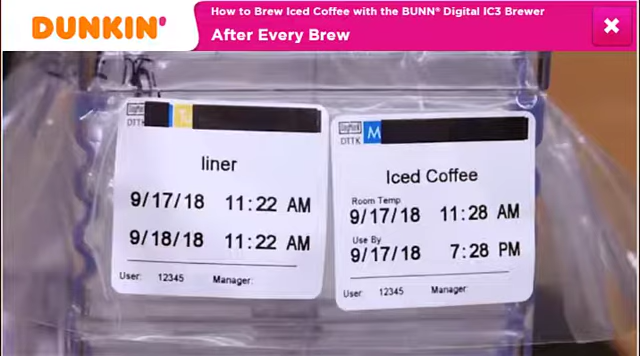 DUNKIN'
How to Brew Iced Coffee with the BUNN® Digital IC3 Brewer
After Every Brew
liner
9/17/18 11:22 AM
9/18/18 11:22 AM
User: 12345 Manager:
DayMark
DTTK
M
Iced Coffee
Room Temp
9/17/18 11:28 AM
Use By
9/17/18 7:28 PM
User: 12345 Manager: